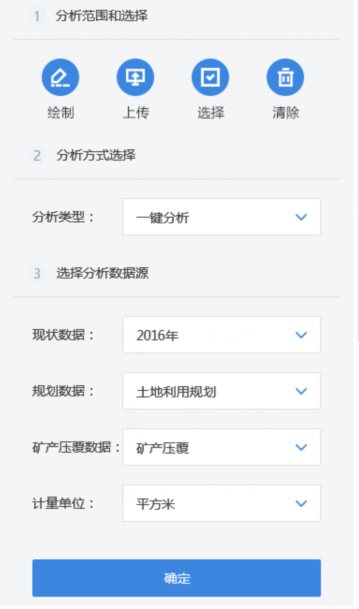 1 分析范围和选择
绘制 上传 选择 清除
2 分析方式选择
分析类型： 一键分析
3 选择分析数据源
现状数据： 2016年
规划数据： 土地利用规划
矿产压覆数据： 矿产压覆
计量单位： 平方米
确定